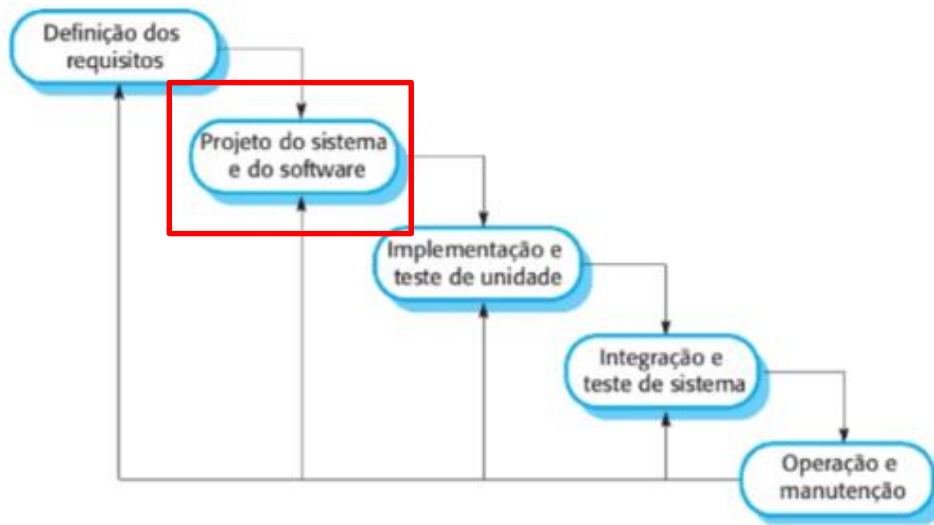 Definição dos
requisitos
Projeto do sistema
e do software
Implementação e
teste de unidade
Integração e
teste de sistema
Operação e
manutenção